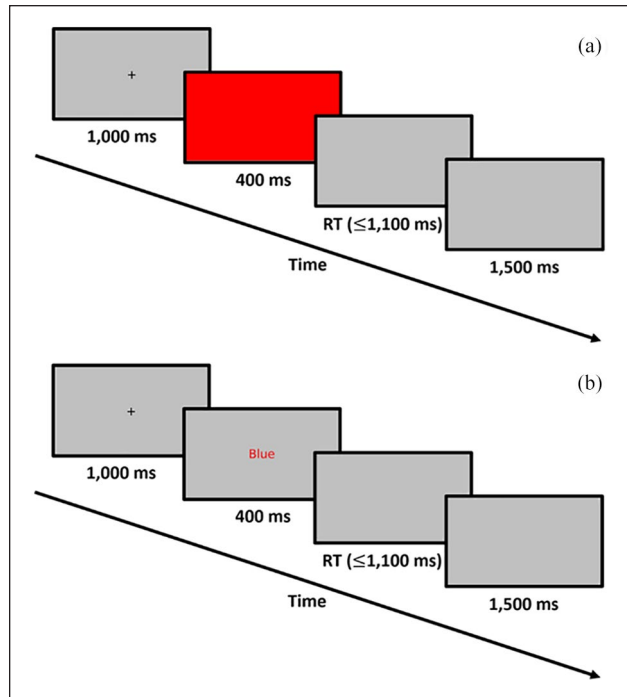 (a)
+
1,000 ms
400 ms
RT (≤1,100 ms)
Time
1,500 ms
(b)
+
Blue
1,000 ms
400 ms
RT (≤1,100 ms)
Time
1,500 ms